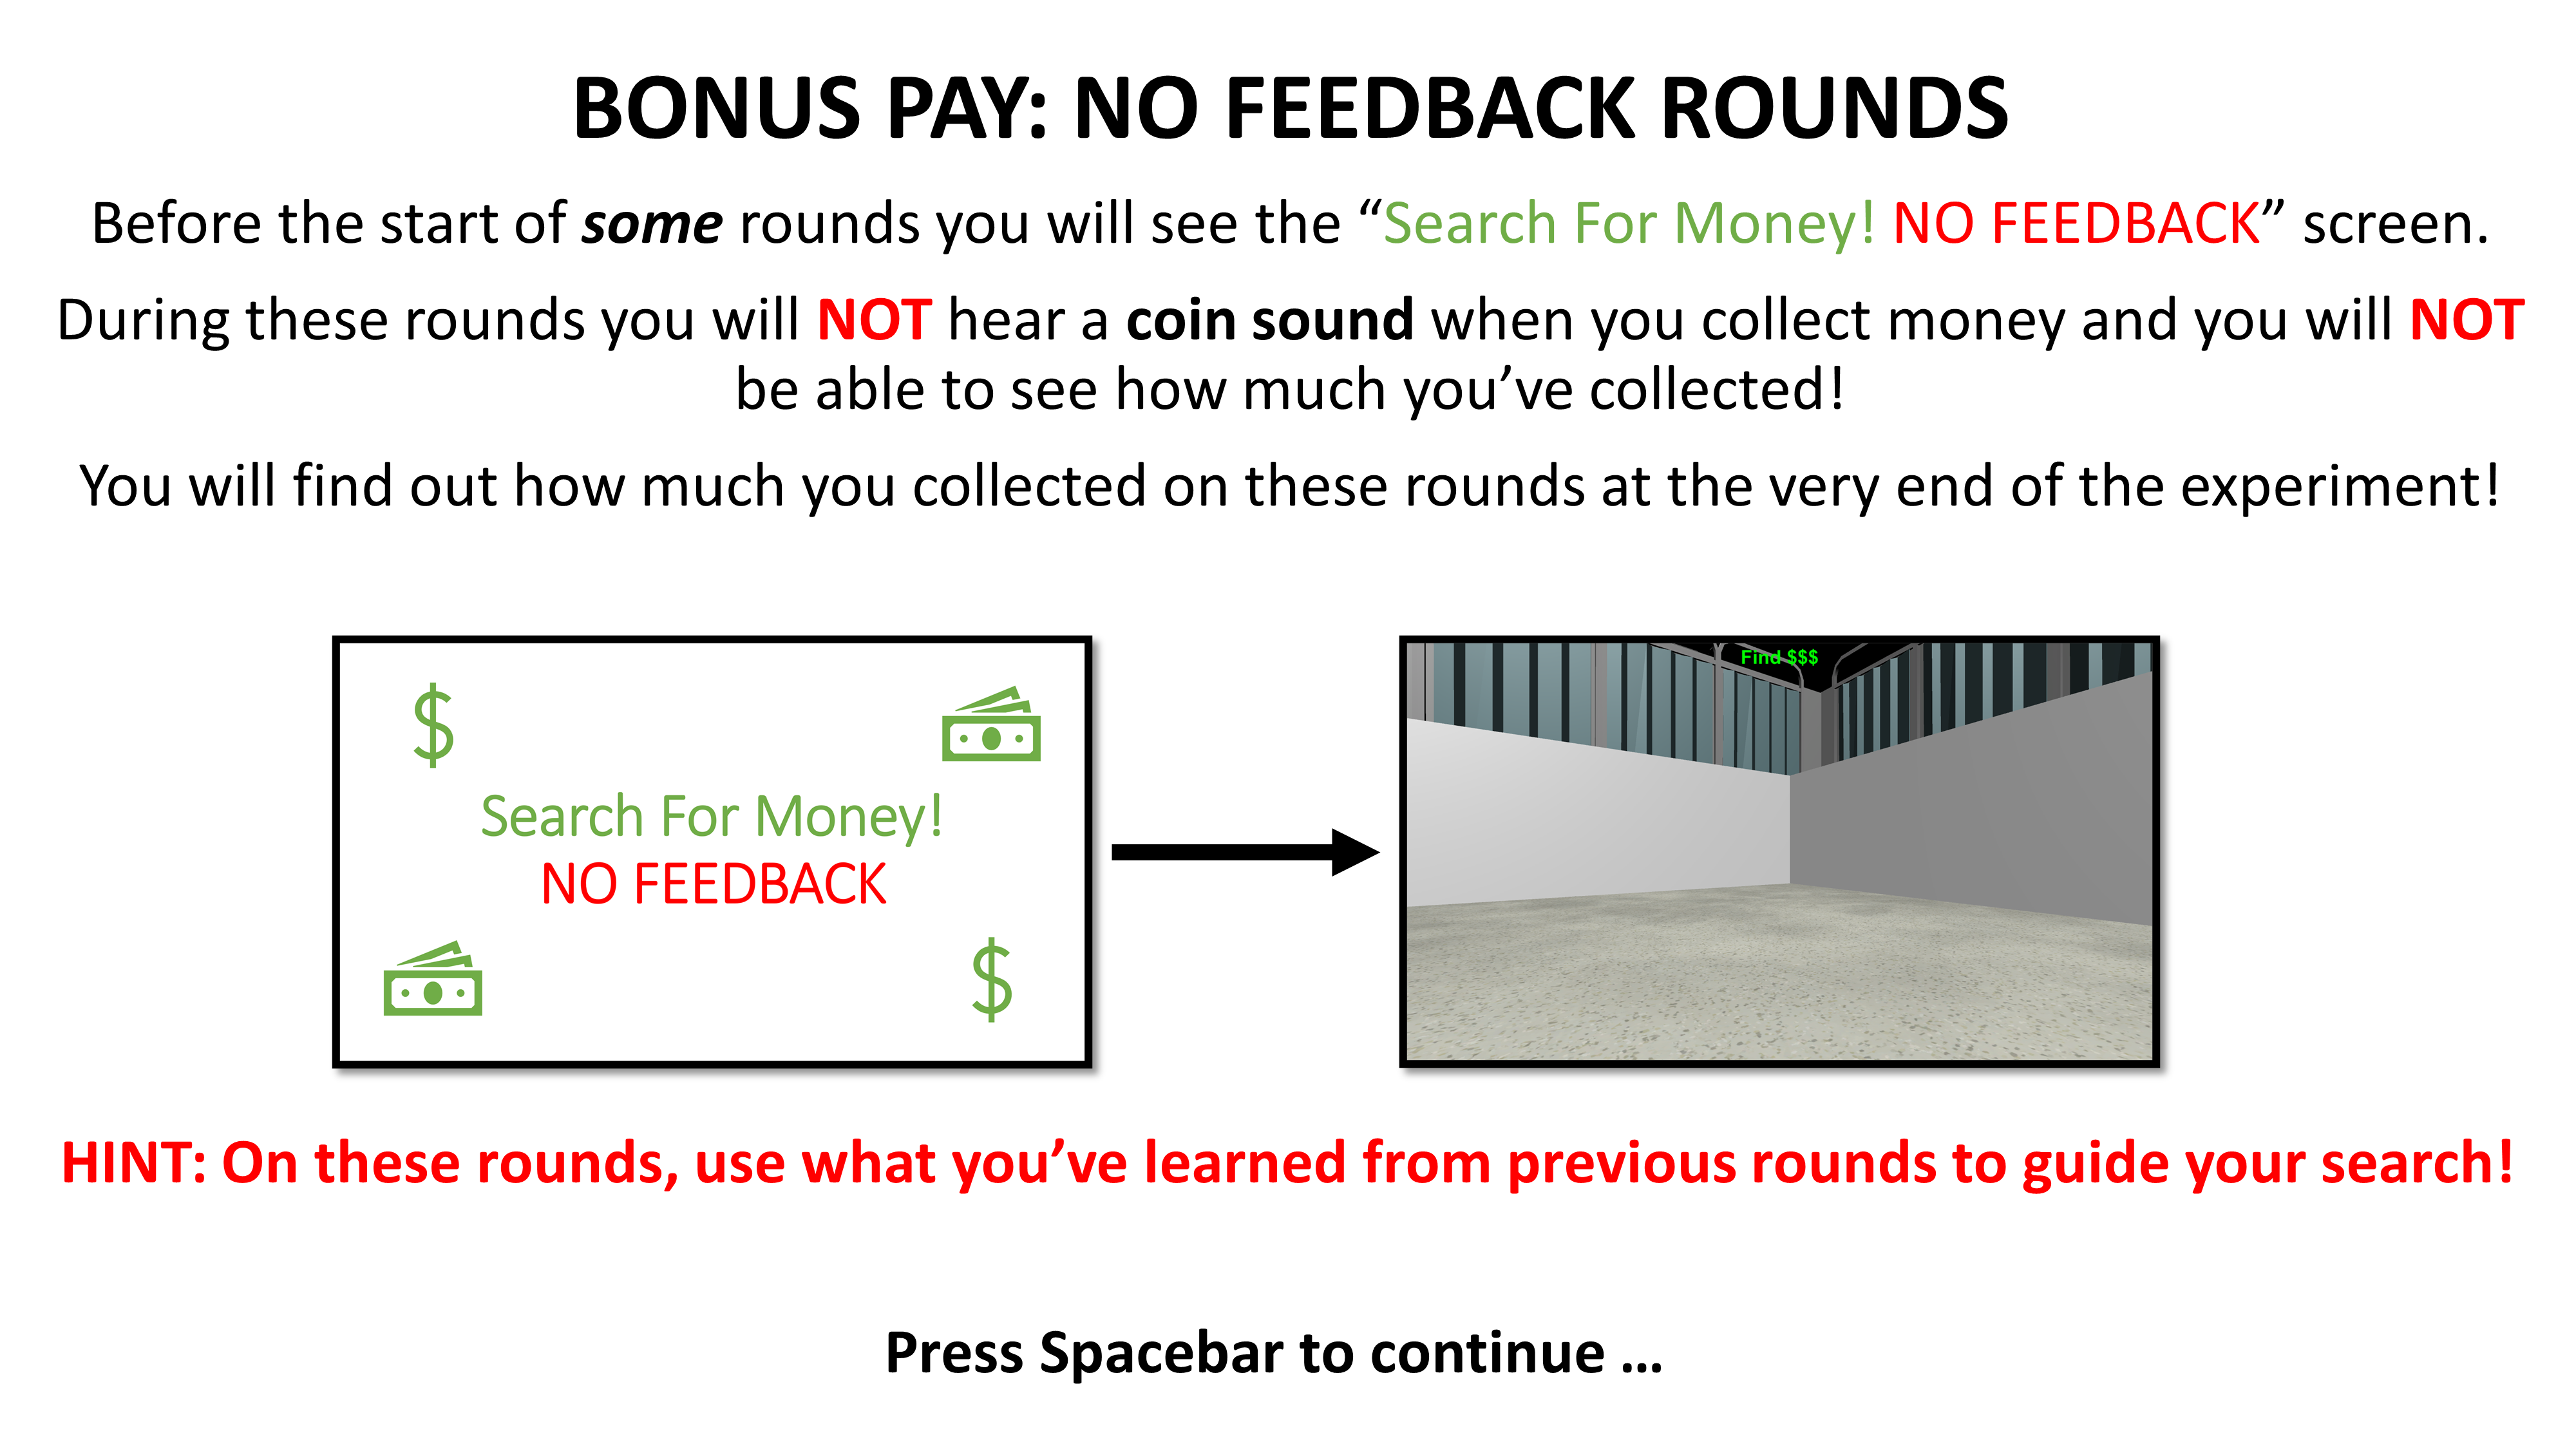 BONUS PAY: NO FEEDBACK ROUNDS
Before the start of some rounds you will see the “Search For Money! NO FEEDBACK” screen.
During these rounds you will NOT hear a coin sound when you collect money and you will NOT
be able to see how much you’ve collected!
You will find out how much you collected on these rounds at the very end of the experiment!
$
Search For Money!
NO FEEDBACK
$
Find $$$
HINT: On these rounds, use what you’ve learned from previous rounds to guide your search!
Press Spacebar to continue …